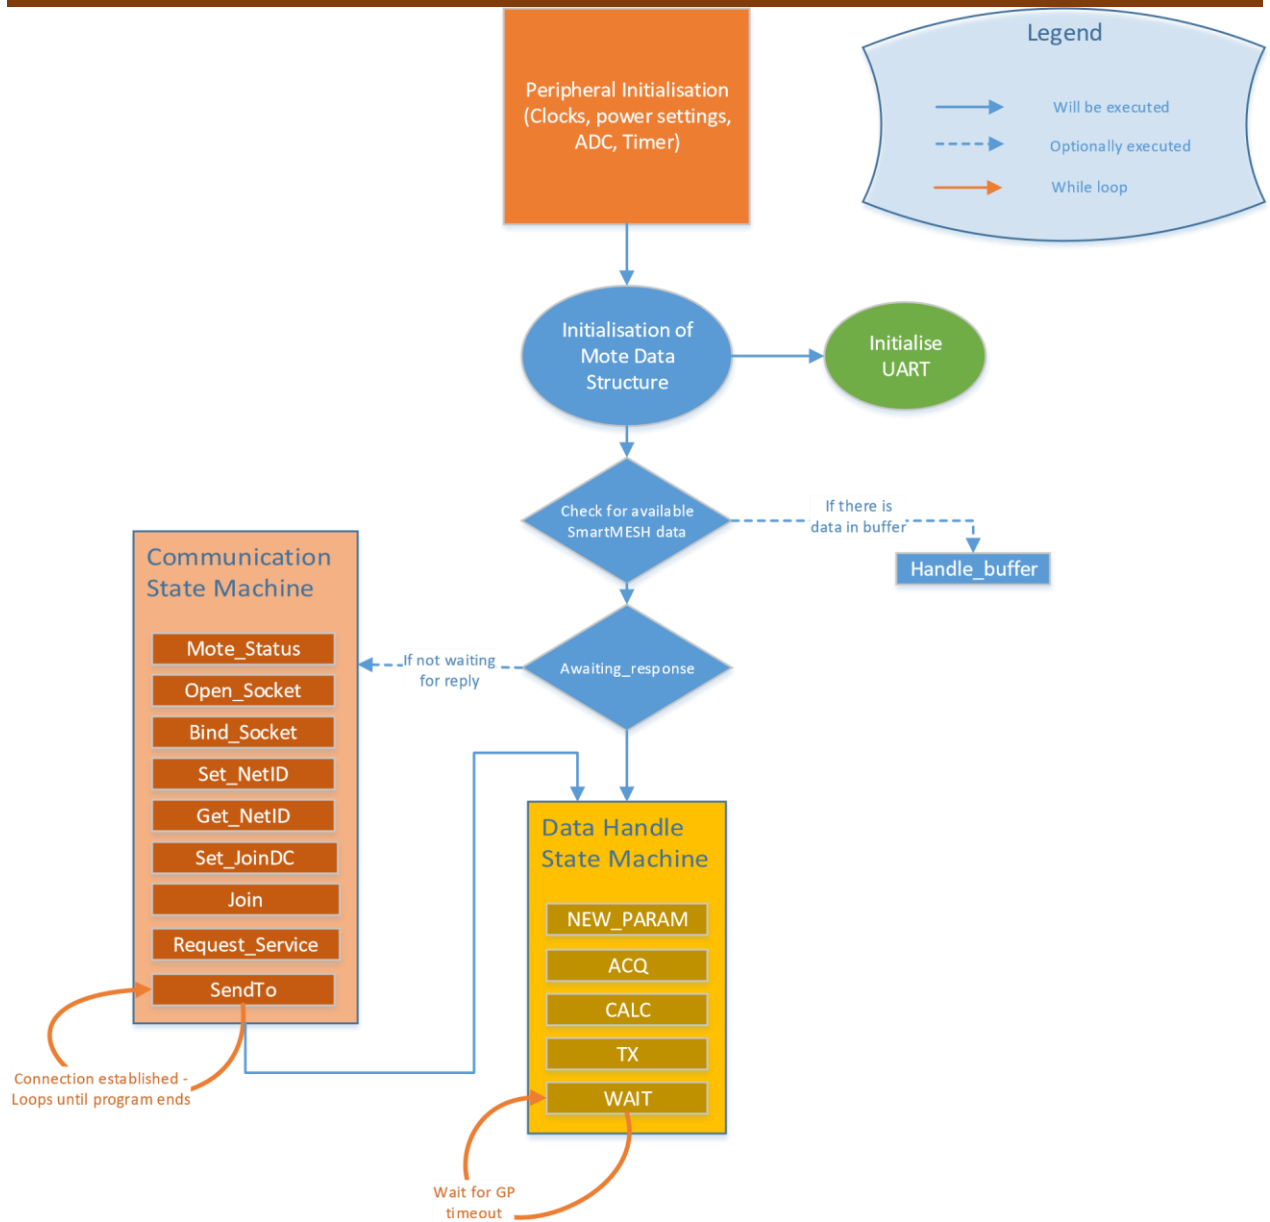 Peripheral Initialisation
(Clocks, power settings,
ADC, Timer)
Legend
Will be executed
Optionally executed
While loop
Initialisation of
Mote Data
Structure
Initialise
UART
Check for available
SmartMESH data
If there is
data in buffer
Handle_buffer
Communication
State Machine
Mote_Status
Open_Socket
Bind_Socket
Set_NetID
Get_NetID
Set_JoinDC
Join
Request_Service
SendTo
If not waiting
for reply
Awaiting_response
Data Handle
State Machine
NEW_PARAM
ACQ
CALC
TX
WAIT
Connection established -
Loops until program ends
Wait for GP
timeout